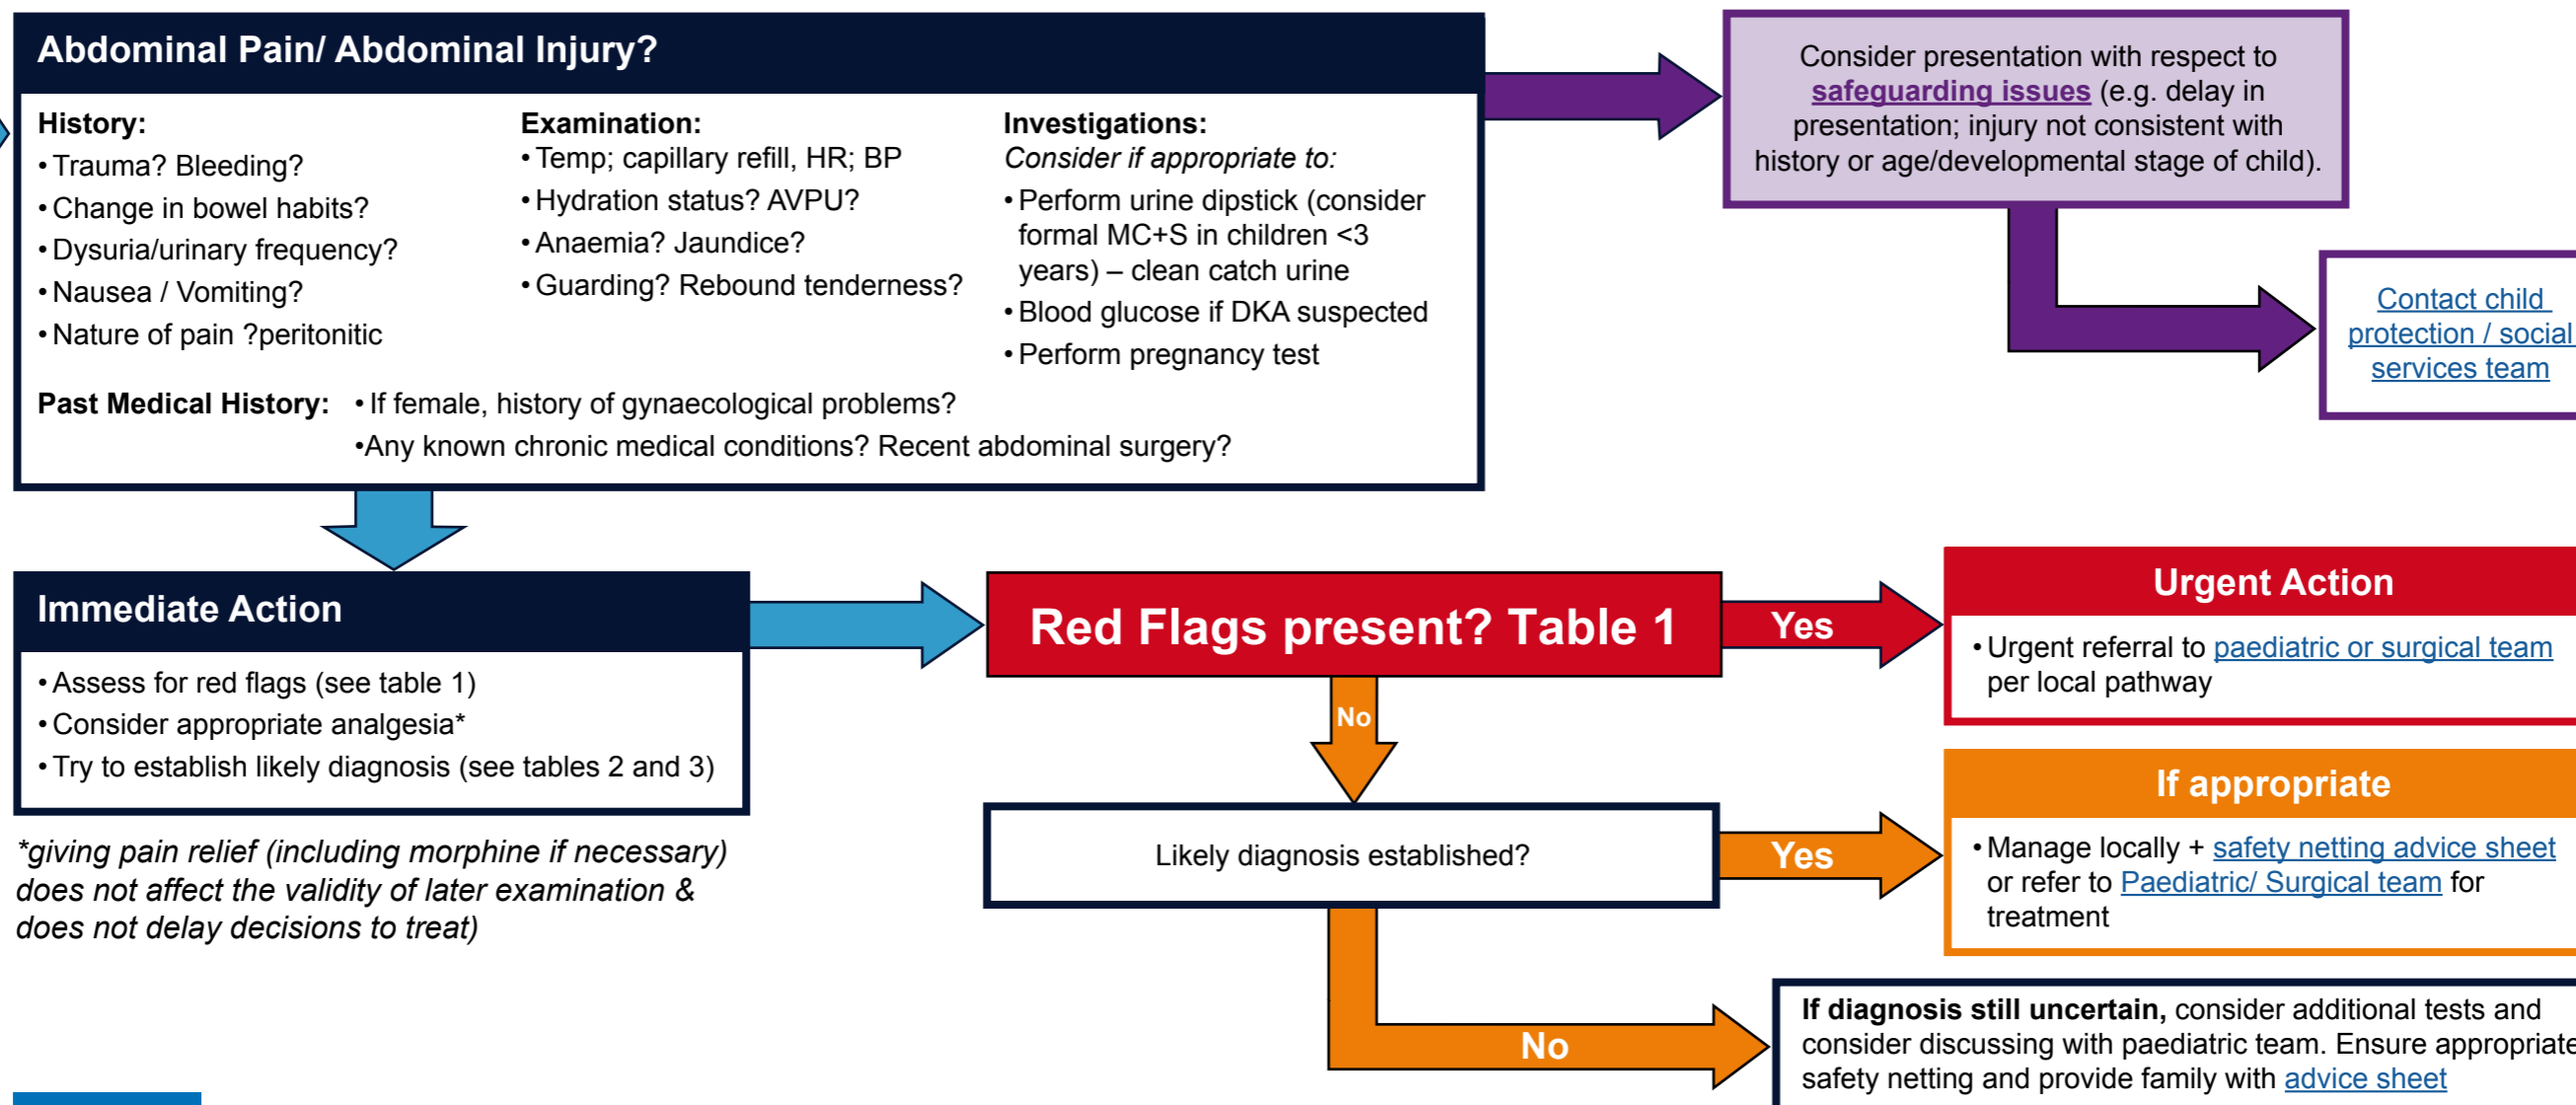 Abdominal Pain/ Abdominal Injury?
History:
• Trauma? Bleeding?
• Change in bowel habits?
• Dysuria/urinary frequency?
• Nausea / Vomiting?
• Nature of pain ?peritonitic
Examination:
• Temp; capillary refill, HR; BP
• Hydration status? AVPU?
• Anaemia? Jaundice?
• Guarding? Rebound tenderness?
Investigations:
Consider if appropriate to:
• Perform urine dipstick (consider
formal MC+S in children <3
years) – clean catch urine
• Blood glucose if DKA suspected
• Perform pregnancy test
Past Medical History: • If female, history of gynaecological problems?
•Any known chronic medical conditions? Recent abdominal surgery?
Consider presentation with respect to
safeguarding issues (e.g. delay in
presentation; injury not consistent with
history or age/developmental stage of child).
Contact child
protection / social
services team
Immediate Action
• Assess for red flags (see table 1)
• Consider appropriate analgesia*
• Try to establish likely diagnosis (see tables 2 and 3)
*giving pain relief (including morphine if necessary)
does not affect the validity of later examination &
does not delay decisions to treat)
Red Flags present? Table 1
Yes
Urgent Action
• Urgent referral to paediatric or surgical team
per local pathway
No
Likely diagnosis established?
Yes
If appropriate
• Manage locally + safety netting advice sheet
or refer to Paediatric/ Surgical team for
treatment
No
If diagnosis still uncertain, consider additional tests and
consider discussing with paediatric team. Ensure appropriate
safety netting and provide family with advice sheet